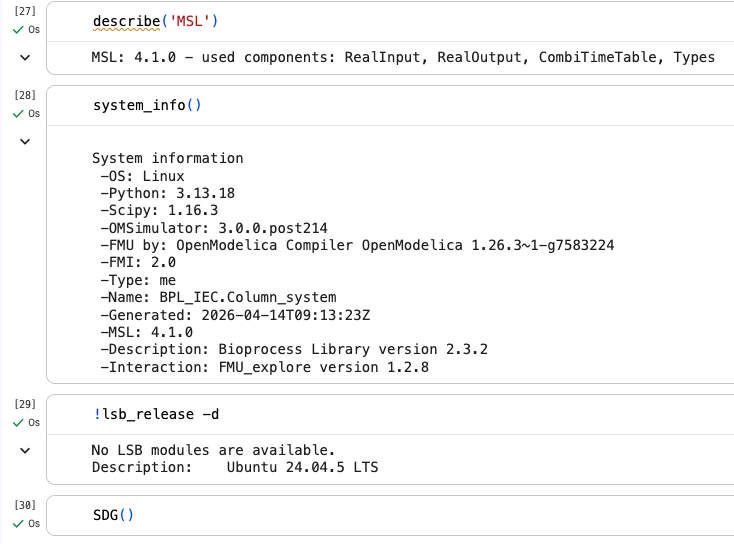 [27]
describe('MSL')
0s
MSL: 4.1.0 - used components: RealInput, RealOutput, CombiTimeTable, Types
[28]
system_info()
0s
System information
-OS: Linux
-Python: 3.13.18
-Scipy: 1.16.3
-OMSimulator: 3.0.0.post214
-FMU by: OpenModelica Compiler OpenModelica 1.26.3~1-g7583224
-FMI: 2.0
-Type: me
-Name: BPL_IEC.Column_system
-Generated: 2026-04-14T09:13:23Z
-MSL: 4.1.0
-Description: Bioprocess Library version 2.3.2
-Interaction: FMU_explore version 1.2.8
[29]
!lsb_release -d
0s
No LSB modules are available.
Description:    Ubuntu 24.04.5 LTS
[30]
SDG()
0s